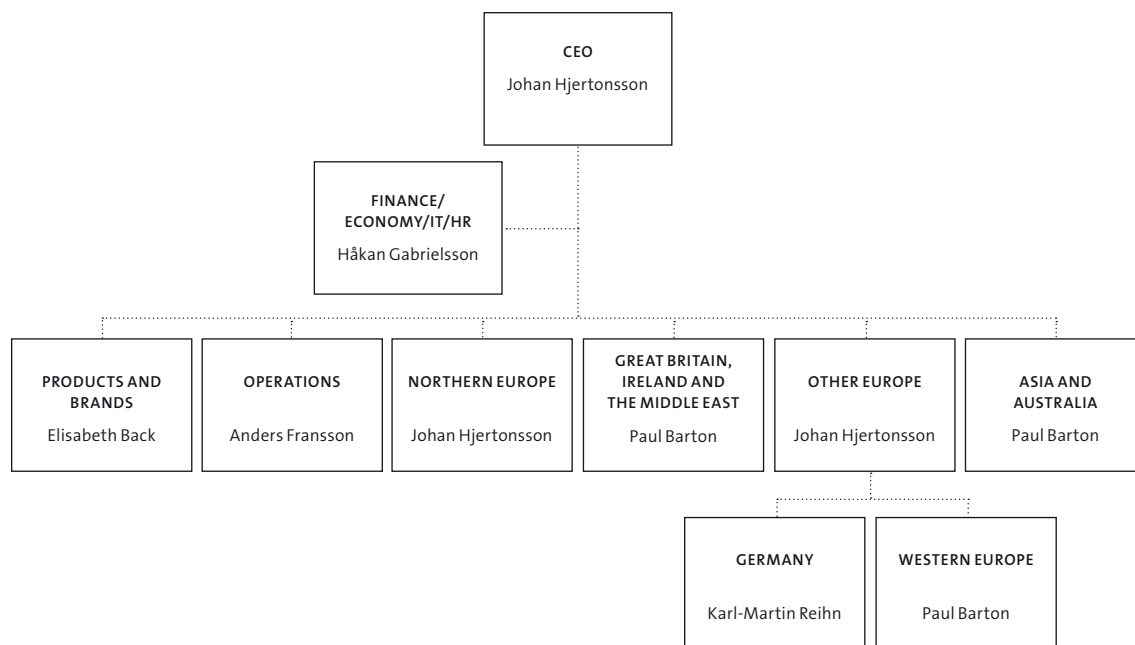 CEO
Johan Hjertonsson
FINANCE/
ECONOMY/IT/HR
Håkan Gabrielsson
PRODUCTS AND
BRANDS
Elisabeth Back
OPERATIONS
Anders Fransson
NORTHERN EUROPE
Johan Hjertonsson
GREAT BRITAIN,
IRELAND AND
THE MIDDLE EAST
Paul Barton
OTHER EUROPE
Johan Hjertonsson
ASIA AND
AUSTRALIA
Paul Barton
GERMANY
Karl-Martin Reihn
WESTERN EUROPE
Paul Barton